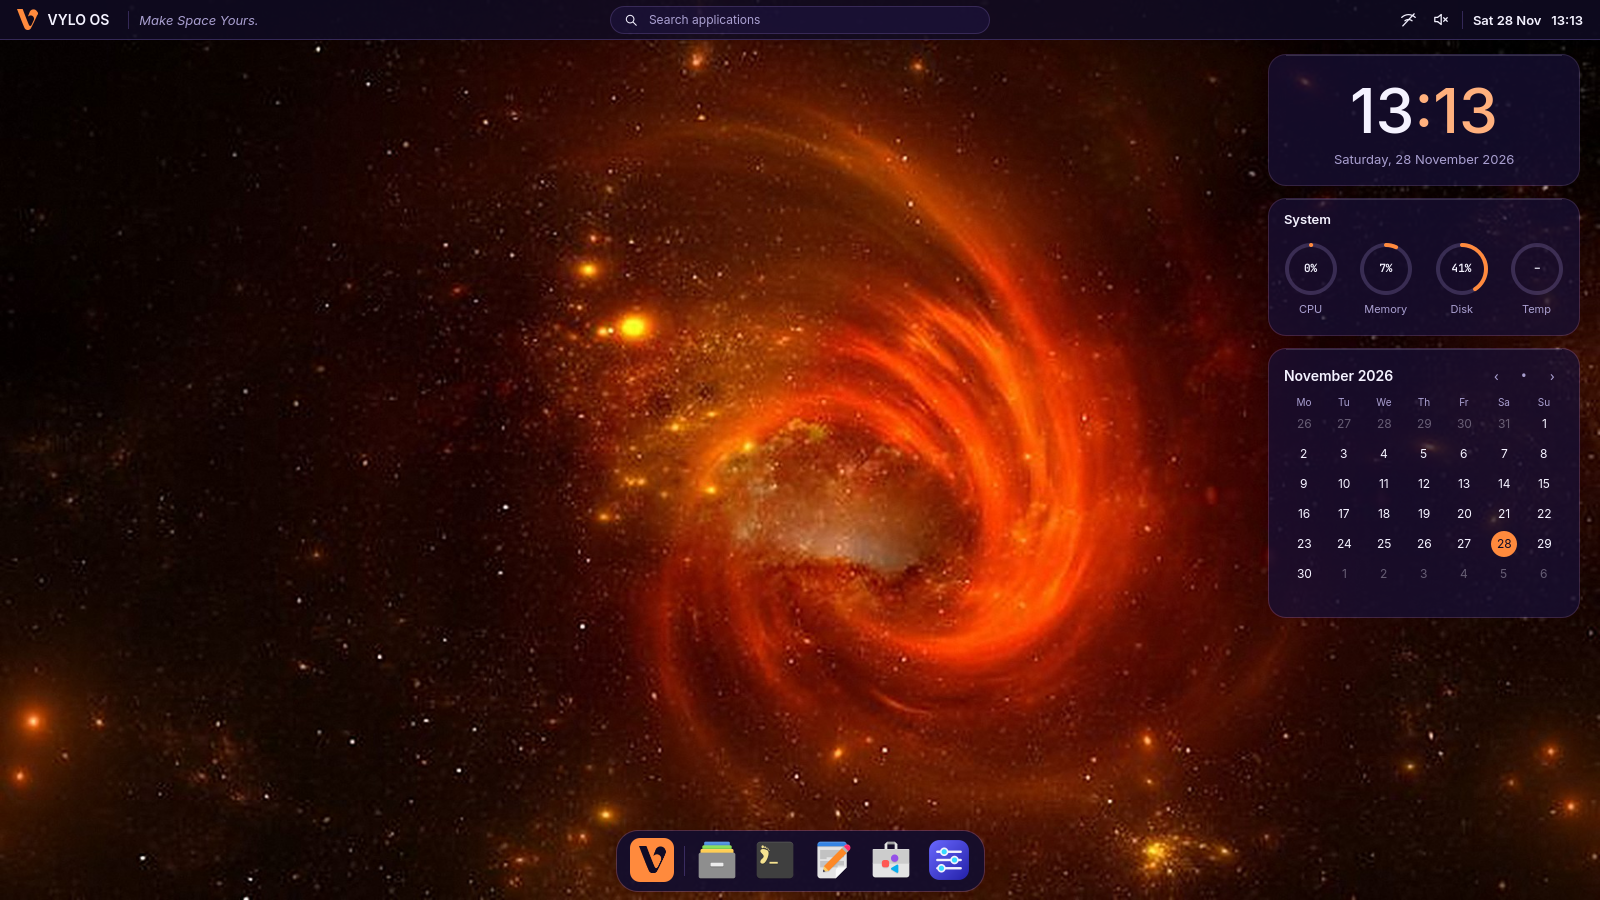 VYLO OS
Make Space Yours.
Search applications
Sat 28 Nov 13:13
13:13
Saturday, 28 November 2026
System
0% 7% 41% –
CPU Memory Disk Temp
November 2026 ‹ • ›
Mo Tu We Th Fr Sa Su
26 27 28 29 30 31 1
2 3 4 5 6 7 8
9 10 11 12 13 14 15
16 17 18 19 20 21 22
23 24 25 26 27 28 29
30 1 2 3 4 5 6